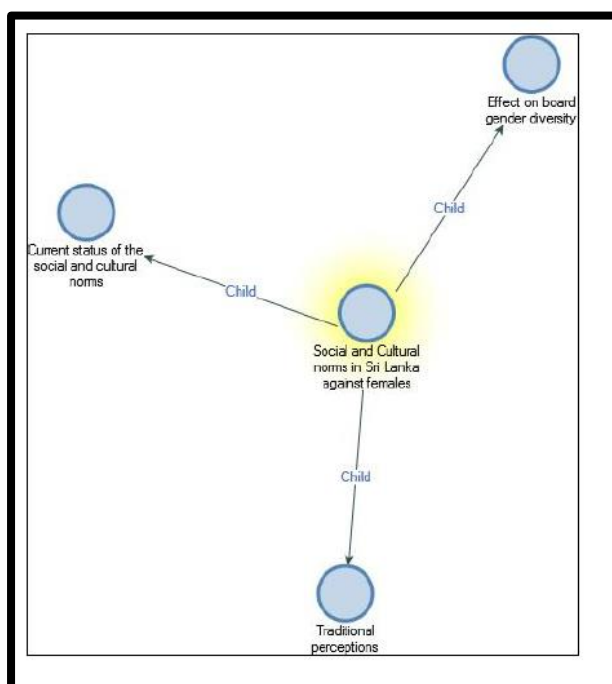 Effect on board
gender diversity
Child
Current status of the
social and cultural
norms
Child
Social and Cultural
norms in Sri Lanka
against females
Child
Traditional
perceptions